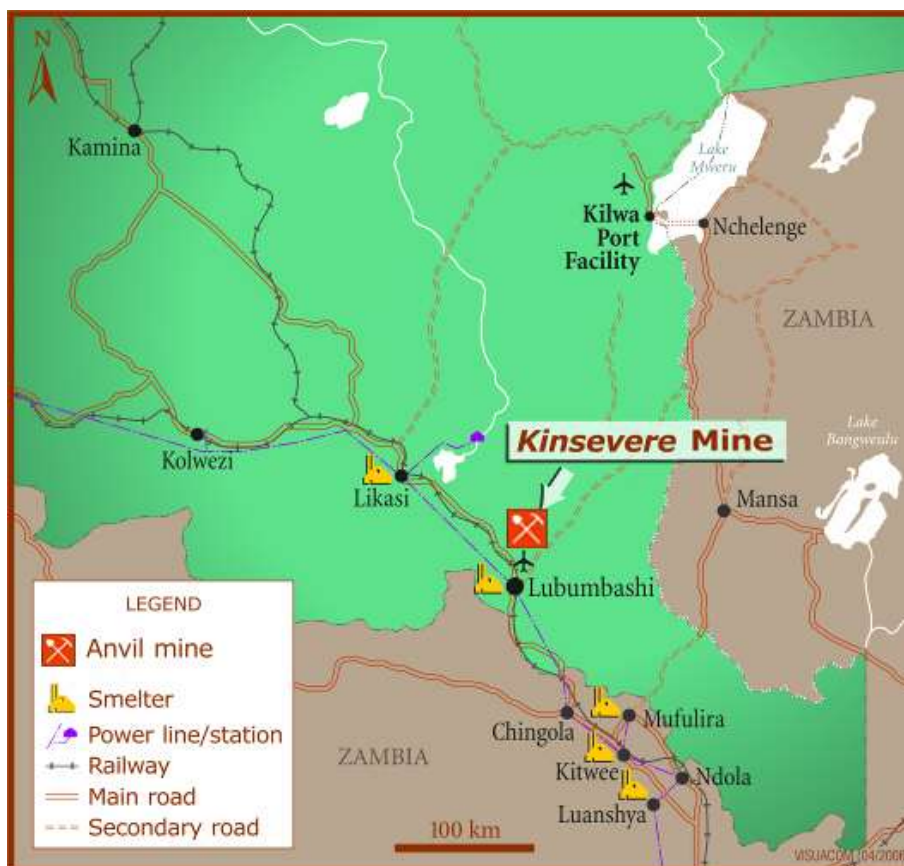 N
Kamina
Lake
Mweru
Kilwa
Port
Facility
Nchelenge
ZAMBIA
Lake
Bangweulu
Kolwezi
Kinsevere Mine
Likasi
Mansa
Lubumbashi
LEGEND
Anvil mine
Smelter
Power line/station
Railway
Main road
Secondary road
Chingola
Mufulira
ZAMBIA
Kitwee
Ndola
Luanshya
100 km